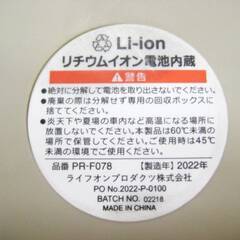 Li-ion
リチウムイオン電池内蔵
警告
●絶対に分解して電池を取り出さないでください。
●廃棄の際は分解せず専用の回収ボックスに
捨ててください。
●炎天下や夏場の車内など高温になる場所に
放置しないでください。本製品は60℃未満の
場所で保管してください。ご使用時は45℃
未満の環境でご使用ください。
品番 PR-F078 【製造年】2022年
ライフオンプロダクツ株式会社
PO No.2022-P-0100
BATCH NO. 02218
MADE IN CHINA